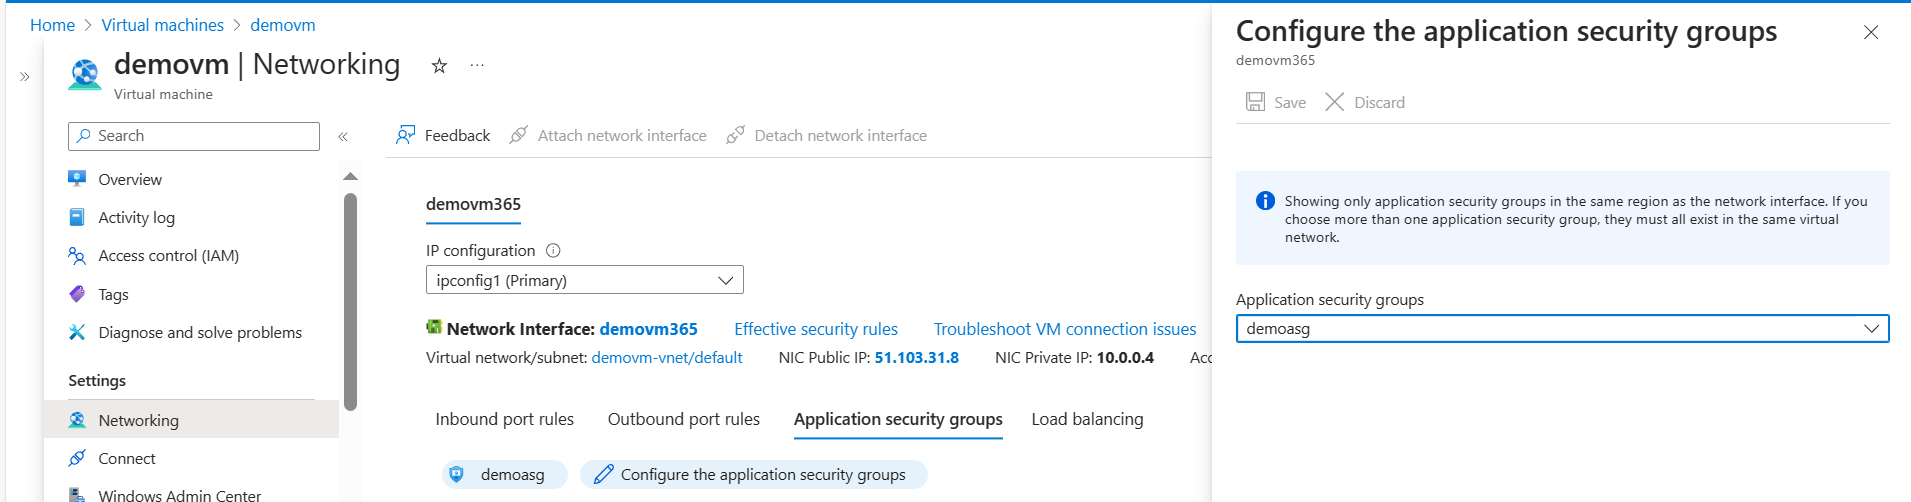 Home > Virtual machines > demovm
demovm | Networking
Virtual machine
Search
Overview
Activity log
Access control (IAM)
Tags
Diagnose and solve problems
Settings
Networking
Connect
Windows Admin Center
Feedback
Attach network interface
Detach network interface
demovm365
IP configuration
ipconfig1 (Primary)
Network Interface: demovm365 Effective security rules Troubleshoot VM connection issues
Virtual network/subnet: demovm-vnet/default NIC Public IP: 51.103.31.8 NIC Private IP: 10.0.0.4
Inbound port rules Outbound port rules Application security groups Load balancing
demoasg Configure the application security groups
Configure the application security groups
demovm365
Save Discard
Showing only application security groups in the same region as the network interface. If you
choose more than one application security group, they must all exist in the same virtual
network.
Application security groups
demoasg